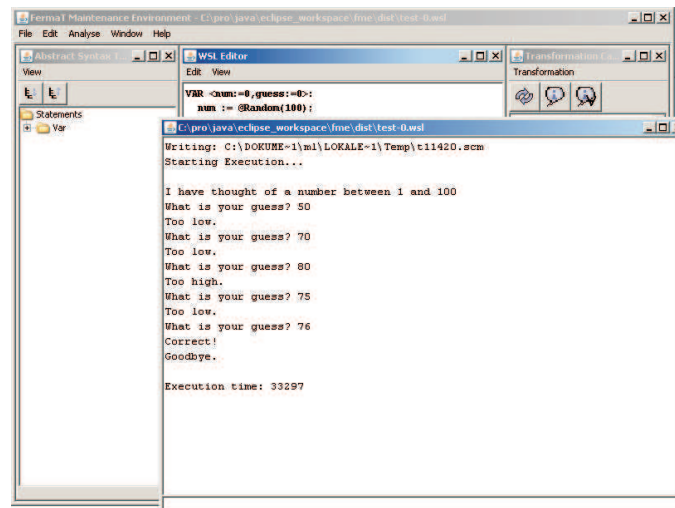 FermaT Maintenance Environment - C:\pro\java\eclipse_workspace\fme\dist\test-0.wsl
File Edit Analyse Window Help
Abstract Syntax
View
Statements
Var
WSL Editor
Edit View
VAR <num:=0,guess:=0>:
num := @Random(100);
Transformation
Transformation
C:\pro\java\eclipse_workspace\fme\dist\test-0.wsl
Writing: C:\DOKUME~1\ml\LOKALE~1\Temp\t11420.scm
Starting Execution...
I have thought of a number between 1 and 100
What is your guess? 50
Too low.
What is your guess? 70
Too low.
What is your guess? 80
Too high.
What is your guess? 75
Too low.
What is your guess? 76
Correct!
Goodbye.
Execution time: 33297